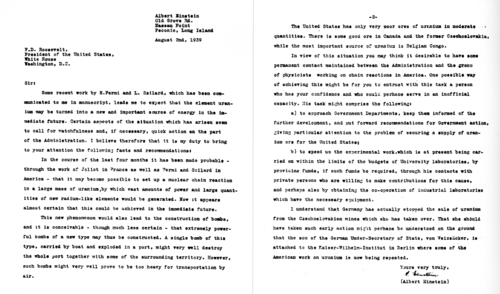 Albert Einstein
Old Grove Rd.
Nassau Point
Peconic, Long Island
August 2nd, 1939
F.D. Roosevelt,
President of the United States,
White House
Washington, D.C.
Sir:
Some recent work by E.Fermi and L. Szilard, which has been com-
municated to me in manuscript, leads me to expect that the element uran-
ium may be turned into a new and important source of energy in the im-
mediate future. Certain aspects of the situation which has arisen seem
to call for watchfulness and, if necessary, quick action on the part
of the Administration. I believe therefore that it is my duty to bring
to your attention the following facts and recommendations:
In the course of the last four months it has been made probable -
through the work of Joliot in France as well as Fermi and Szilard in
America - that it may become possible to set up a nuclear chain reaction
in a large mass of uranium,by which vast amounts of power and large quant-
ities of new radium-like elements would be generated. Now it appears
almost certain that this could be achieved in the immediate future.
This new phenomenon would also lead to the construction of bombs,
and it is conceivable - though much less certain - that extremely power-
ful bombs of a new type may thus be constructed. A single bomb of this
type, carried by boat and exploded in a port, might very well destroy
the whole port together with some of the surrounding territory. However,
such bombs might very well prove to be too heavy for transportation by
air.
-2-
The United States has only very poor ores of uranium in moderate
quantities. There is some good ore in Canada and the former Czechoslovakia,
while the most important source of uranium is Belgian Congo.
In view of this situation you may think it desirable to have some
permanent contact maintained between the Administration and the group
of physicists working on chain reactions in America. One possible way
of achieving this might be for you to entrust with this task a person
who has your confidence and who could perhaps serve in an inofficial
capacity. His task might comprise the following:
a) to approach Government Departments, keep them informed of the
further development, and put forward recommendations for Government action,
giving particular attention to the problem of securing a supply of uran-
ium ore for the United States;
b) to speed up the experimental work,which is at present being car-
ried on within the limits of the budgets of University laboratories, by
providing funds, if such funds be required, through his contacts with
private persons who are willing to make contributions for this cause,
and perhaps also by obtaining the co-operation of industrial laboratories
which have the necessary equipment.
I understand that Germany has actually stopped the sale of uranium
from the Czechoslovakian mines which she has taken over. That she should
have taken such early action might perhaps be understood on the ground
that the son of the German Under-Secretary of State, von Weizsäcker, is
attached to the Kaiser-Wilhelm-Institut in Berlin where some of the
American work on uranium is now being repeated.
Yours very truly,
A. Einstein
(Albert Einstein)